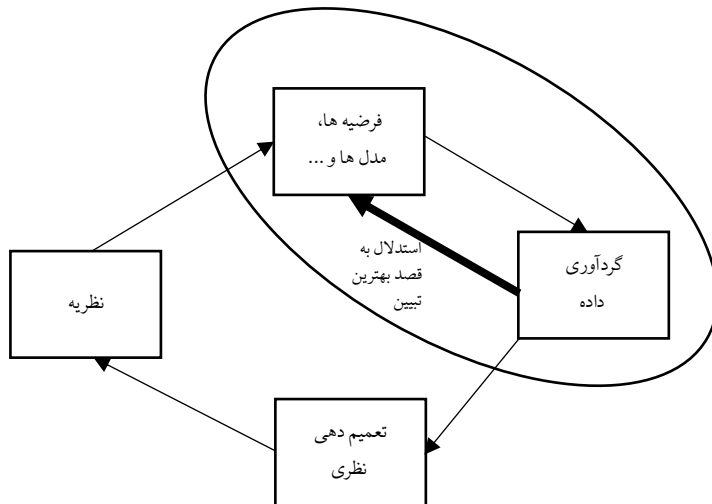 فرضیه ها،
مدل ها و ...
استدلال به
قصد بهترین
تبیین
گردآوری
داده
نظریه
تعمیم دهی
نظری